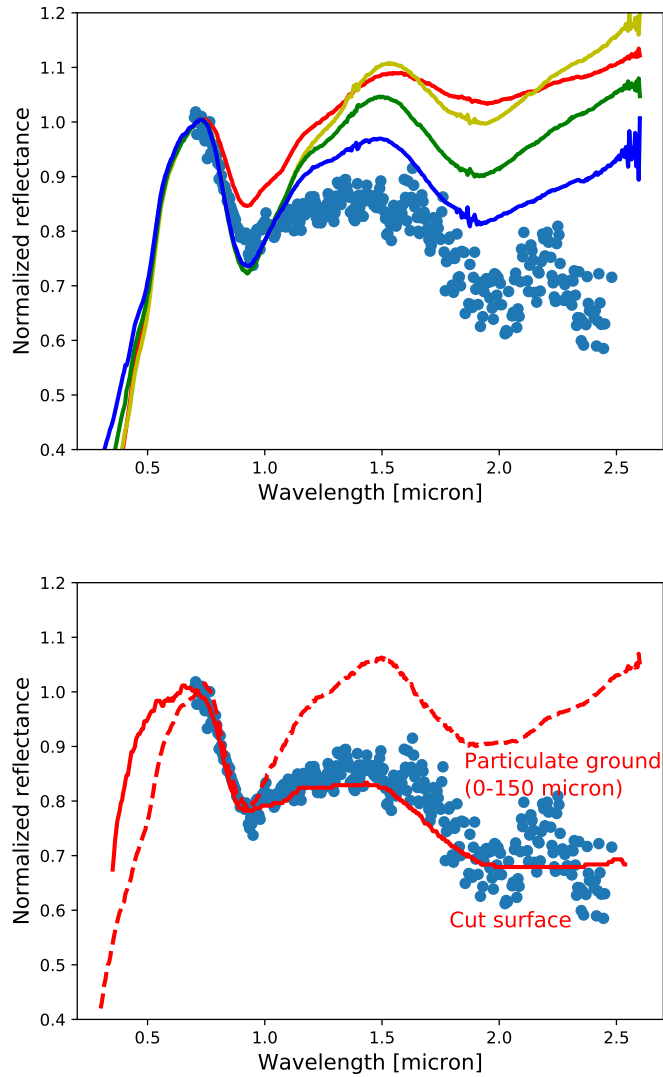 1.2
1.1
1.0
0.9
0.8
0.7
0.6
0.5
0.4
Normalized reflectance
0.5 1.0 1.5 2.0 2.5
Wavelength [micron]
1.2
1.1
1.0
0.9
0.8
0.7
0.6
0.5
0.4
Normalized reflectance
Particulate ground
(0-150 micron)
Cut surface
0.5 1.0 1.5 2.0 2.5
Wavelength [micron]